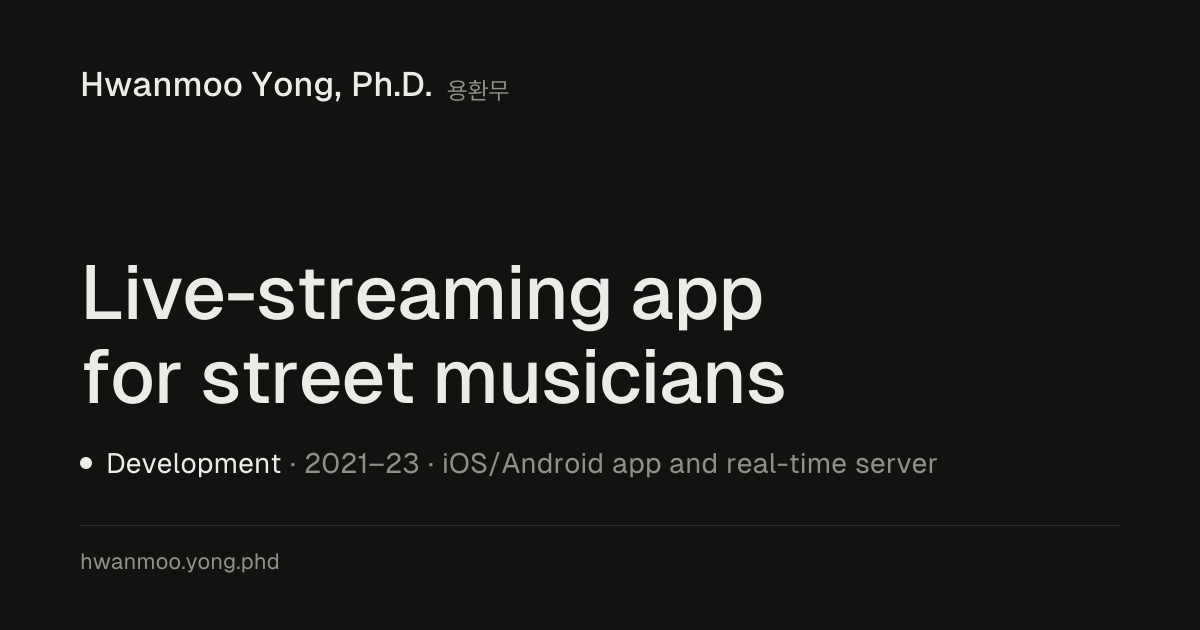 Hwanmoo Yong, Ph.D. 용환무
Live-streaming app
for street musicians
Development · 2021–23 · iOS/Android app and real-time server
hwanmoo.yong.phd